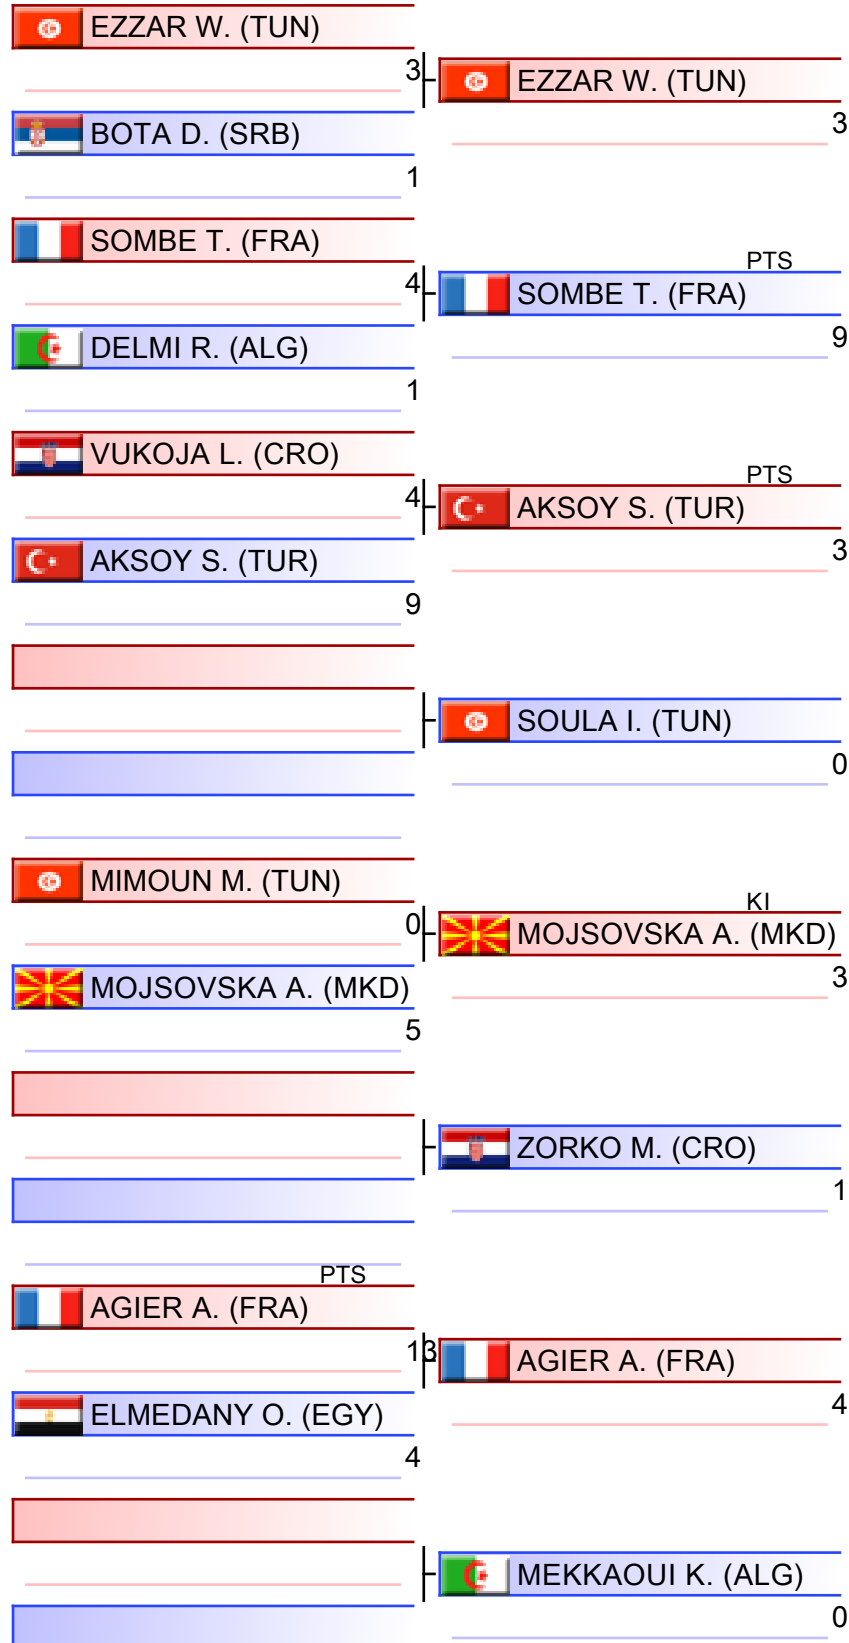 EZZAR W. (TUN)
3
BOTA D. (SRB)
1
SOMBE T. (FRA)
4
DELMI R. (ALG)
1
VUKOJA L. (CRO)
4
AKSOY S. (TUR)
9
MIMOUN M. (TUN)
0
MOJSOVSKA A. (MKD)
5
PTS
AGIER A. (FRA)
13
ELMEDANY O. (EGY)
4
EZZAR W. (TUN)
3
PTS
SOMBE T. (FRA)
9
PTS
AKSOY S. (TUR)
3
SOULA I. (TUN)
0
KI
MOJSOVSKA A. (MKD)
3
ZORKO M. (CRO)
1
AGIER A. (FRA)
4
MEKKAOUI K. (ALG)
0